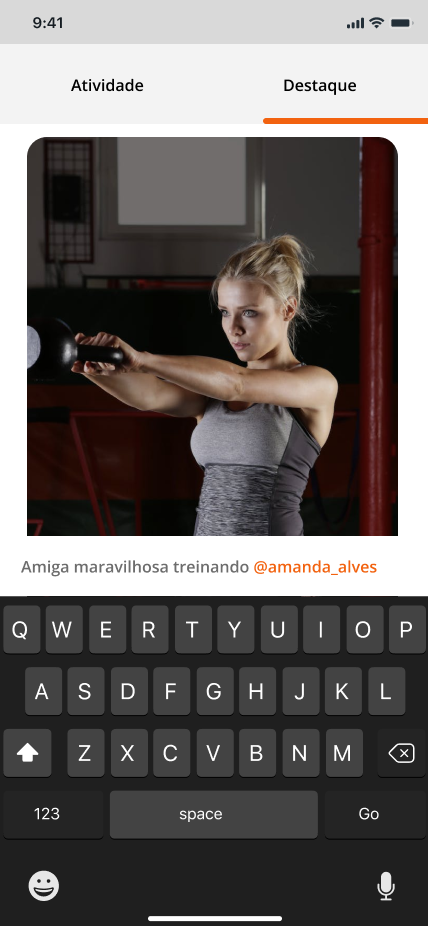 9:41
Atividade Destaque
Amiga maravilhosa treinando @amanda_alves
Q W E R T Y U I O P
A S D F G H J K L
Z X C V B N M
123 space Go